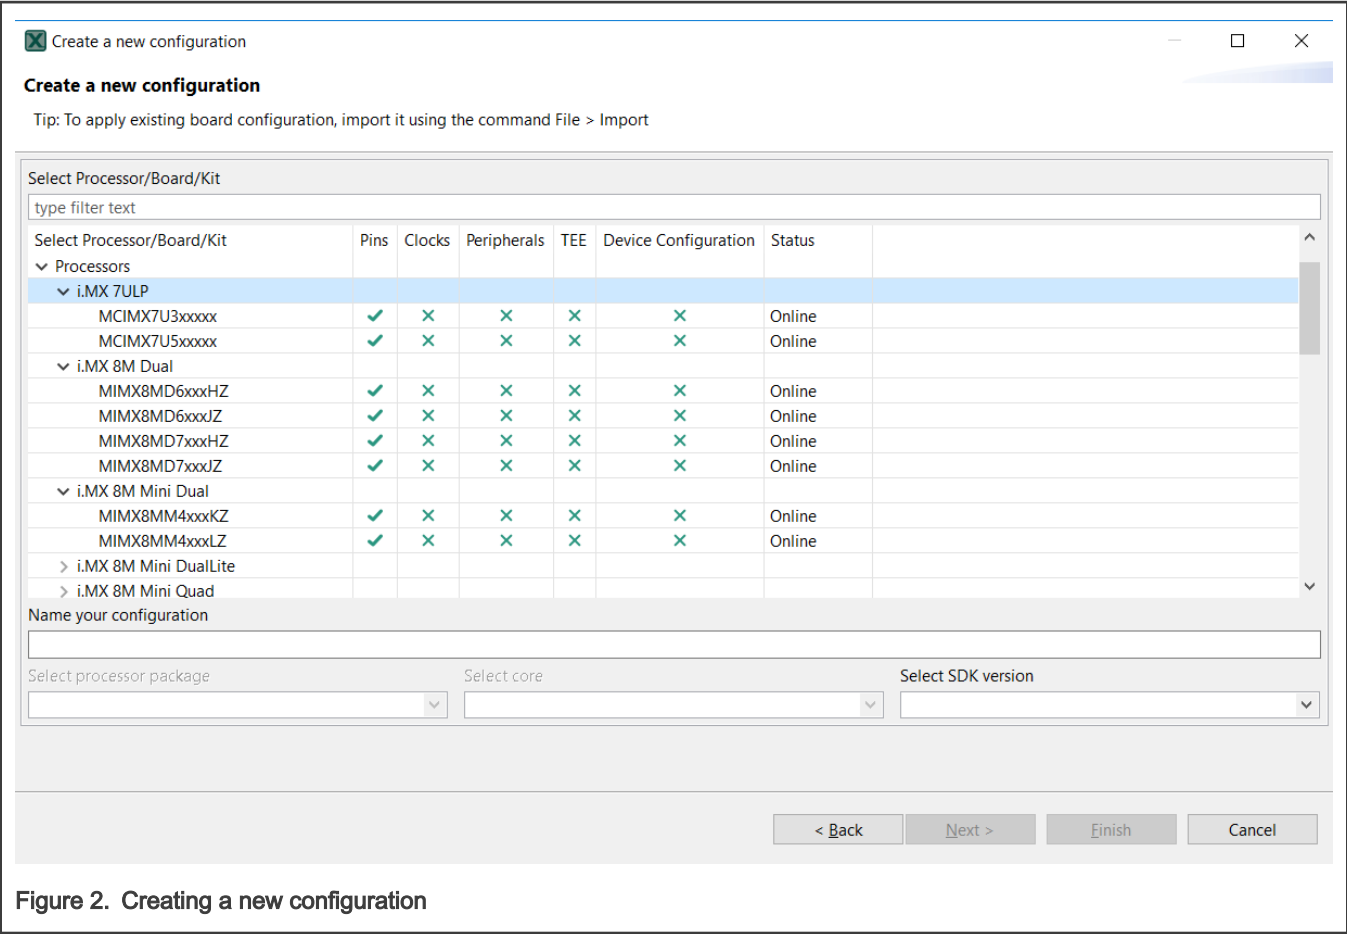 Create a new configuration
Create a new configuration
Tip: To apply existing board configuration, import it using the command File > Import
Select Processor/Board/Kit
type filter text
Select Processor/Board/Kit Pins Clocks Peripherals TEE Device Configuration Status
Processors
i.MX 7ULP
MCIMX7U3xxxxx Online
MCIMX7U5xxxxx Online
i.MX 8M Dual
MIMX8MD6xxxHZ Online
MIMX8MD6xxxJZ Online
MIMX8MD7xxxHZ Online
MIMX8MD7xxxJZ Online
i.MX 8M Mini Dual
MIMX8MM4xxxKZ Online
MIMX8MM4xxxLZ Online
i.MX 8M Mini DualLite
i.MX 8M Mini Quad
Name your configuration
Select processor package Select core Select SDK version
< Back Next > Finish Cancel
Figure 2. Creating a new configuration